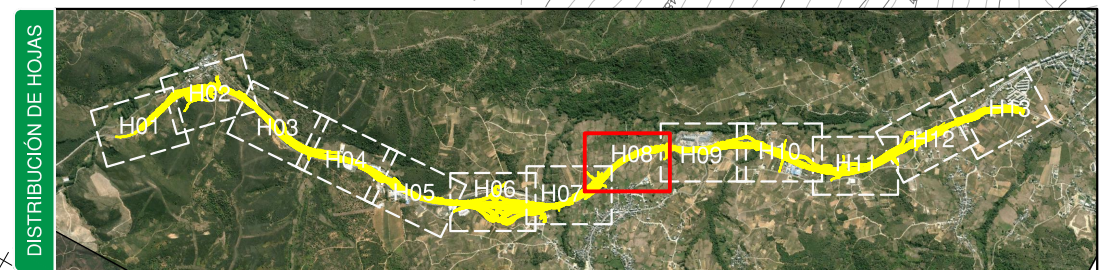 DISTRIBUCIÓN DE HOJAS
H01
H02
H03
H04
H05
H06
H07
H08
H09
H10
H11
H12
H13